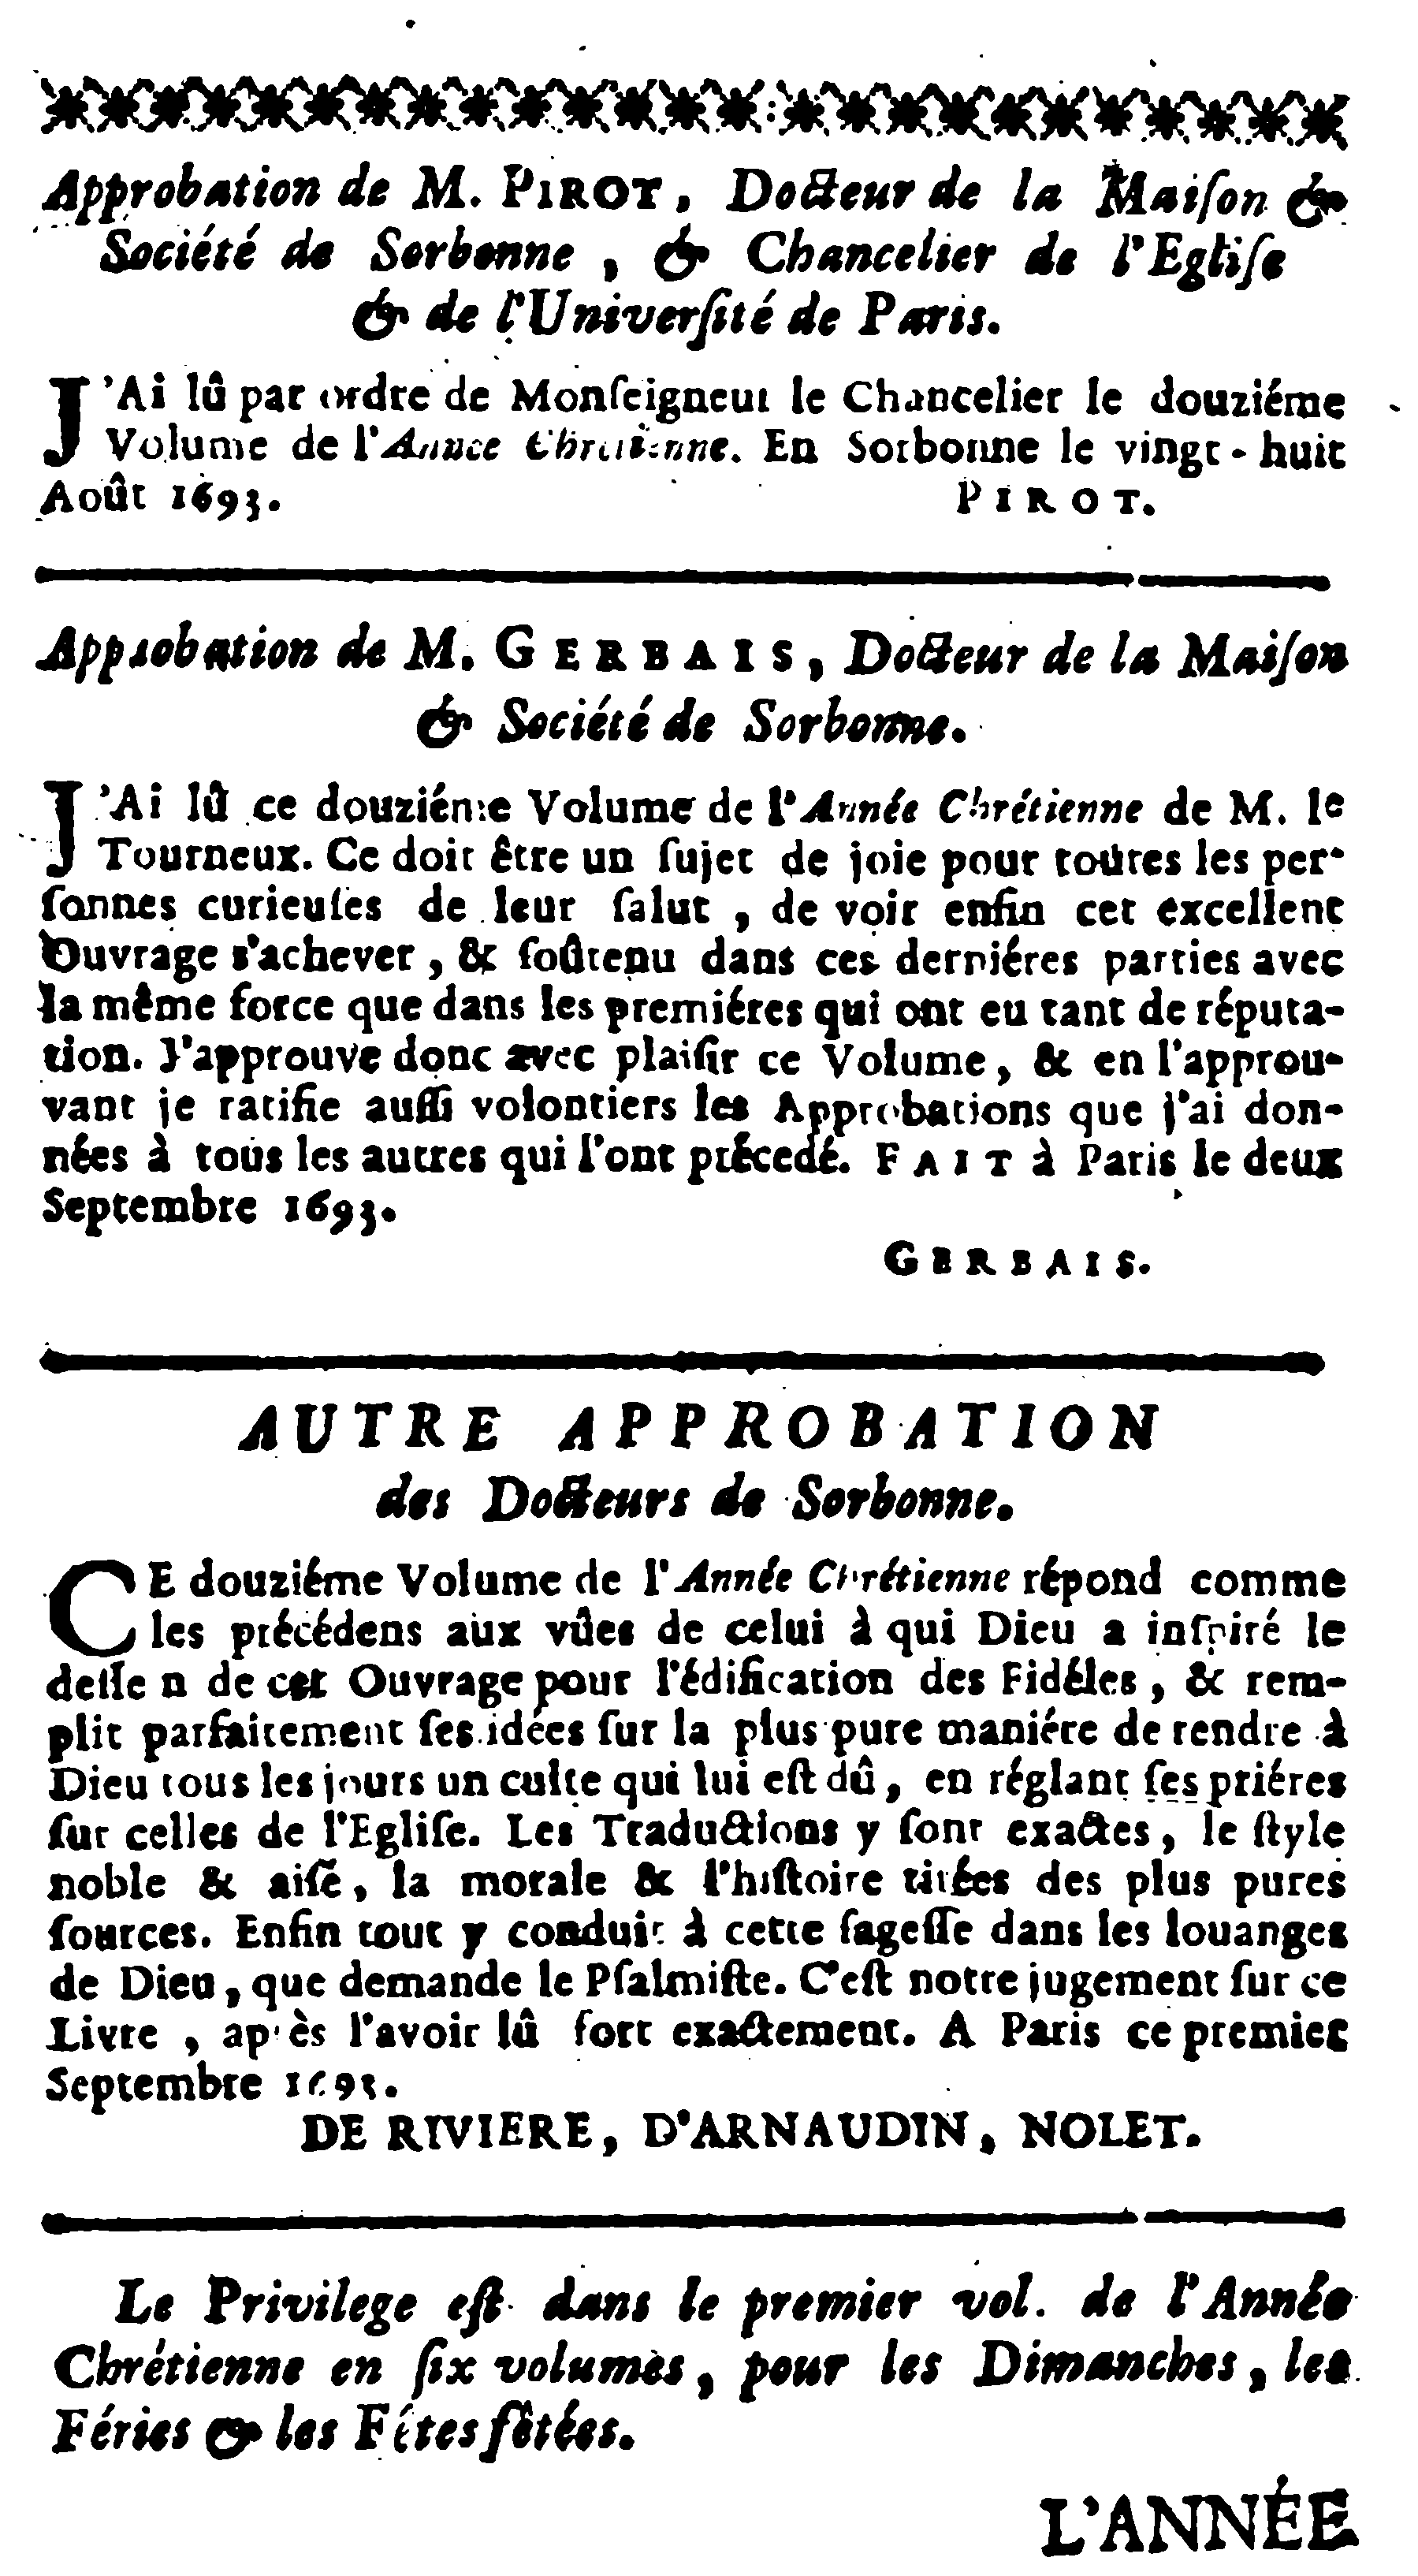 Approbation de M. PIROT, Docteur de la Maiſon &
Société de Sorbonne, & Chancelier de l'Egliſe
& de l'Univerſité de Paris.
J'Ai lû par ordre de Monſeigneur le Chancelier le douziéme
Volume de l'Année Chrétienne. En Sorbonne le vingt-huit
Août 1693. PIROT.
Approbation de M. GERBAIS, Docteur de la Maiſon
& Société de Sorbonne.
J'Ai lû ce douziéme Volume de l'Année Chrétienne de M. le
Tourneux. Ce doit être un ſujet de joie pour toûtes les per-
ſonnes curieuſes de leur ſalut, de voir enfin cet excellent
Ouvrage s'achever, & ſoûtenu dans ces derniéres parties avec
la même force que dans les premiéres qui ont eu tant de réputa-
tion. J'approuve donc avec plaiſir ce Volume, & en l'approu-
vant je ratifie auſſi volontiers les Approbations que j'ai don-
nées à tous les autres qui l'ont précedé. FAIT à Paris le deux
Septembre 1693.
GERBAIS.
AUTRE APPROBATION
des Docteurs de Sorbonne.
CE douziéme Volume de l'Année Chrétienne répond comme
les précédens aux vûes de celui à qui Dieu a inſpiré le
deſſein de cet Ouvrage pour l'édification des Fidéles, & rem-
plit parfaitement ſes idées ſur la plus pure maniére de rendre à
Dieu tous les jours un culte qui lui eſt dû, en réglant ſes priéres
ſur celles de l'Egliſe. Les Traductions y ſont exactes, le ſtyle
noble & aiſé, la morale & l'hiſtoire tirées des plus pures
ſources. Enfin tout y conduit à cette ſageſſe dans les louanges
de Dieu, que demande le Pſalmiſte. C'eſt notre jugement ſur ce
Livre, après l'avoir lû fort exactement. A Paris ce premier
Septembre 1693.
DE RIVIERE, D'ARNAUDIN, NOLET.
Le Privilege eſt dans le premier vol. de l'Année
Chrétienne en ſix volumes, pour les Dimanches, les
Féries & les Fétes fêtées.
L'ANNÉE